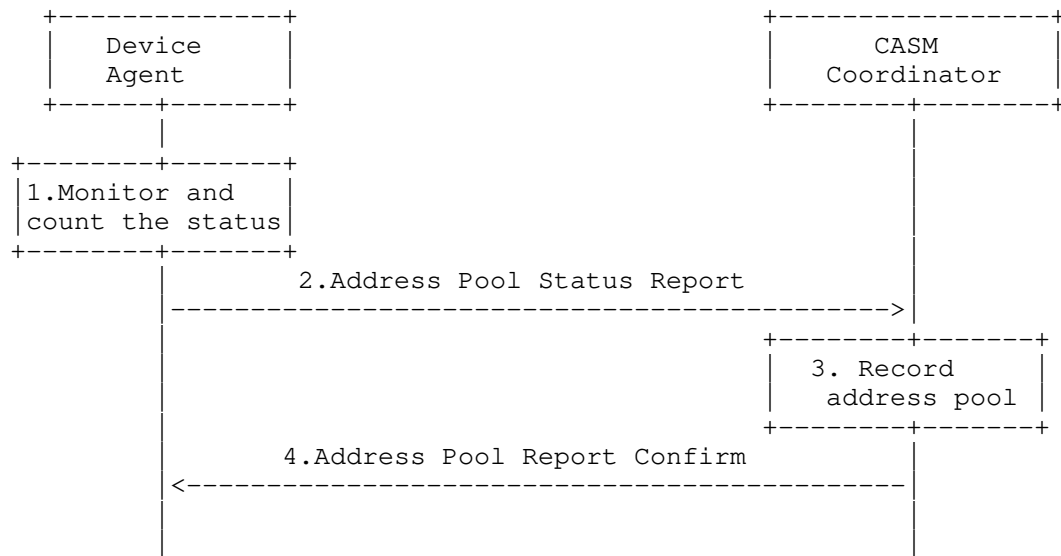 Device
Agent
CASM
Coordinator
1.Monitor and
count the status
2.Address Pool Status Report
3. Record
address pool
4.Address Pool Report Confirm